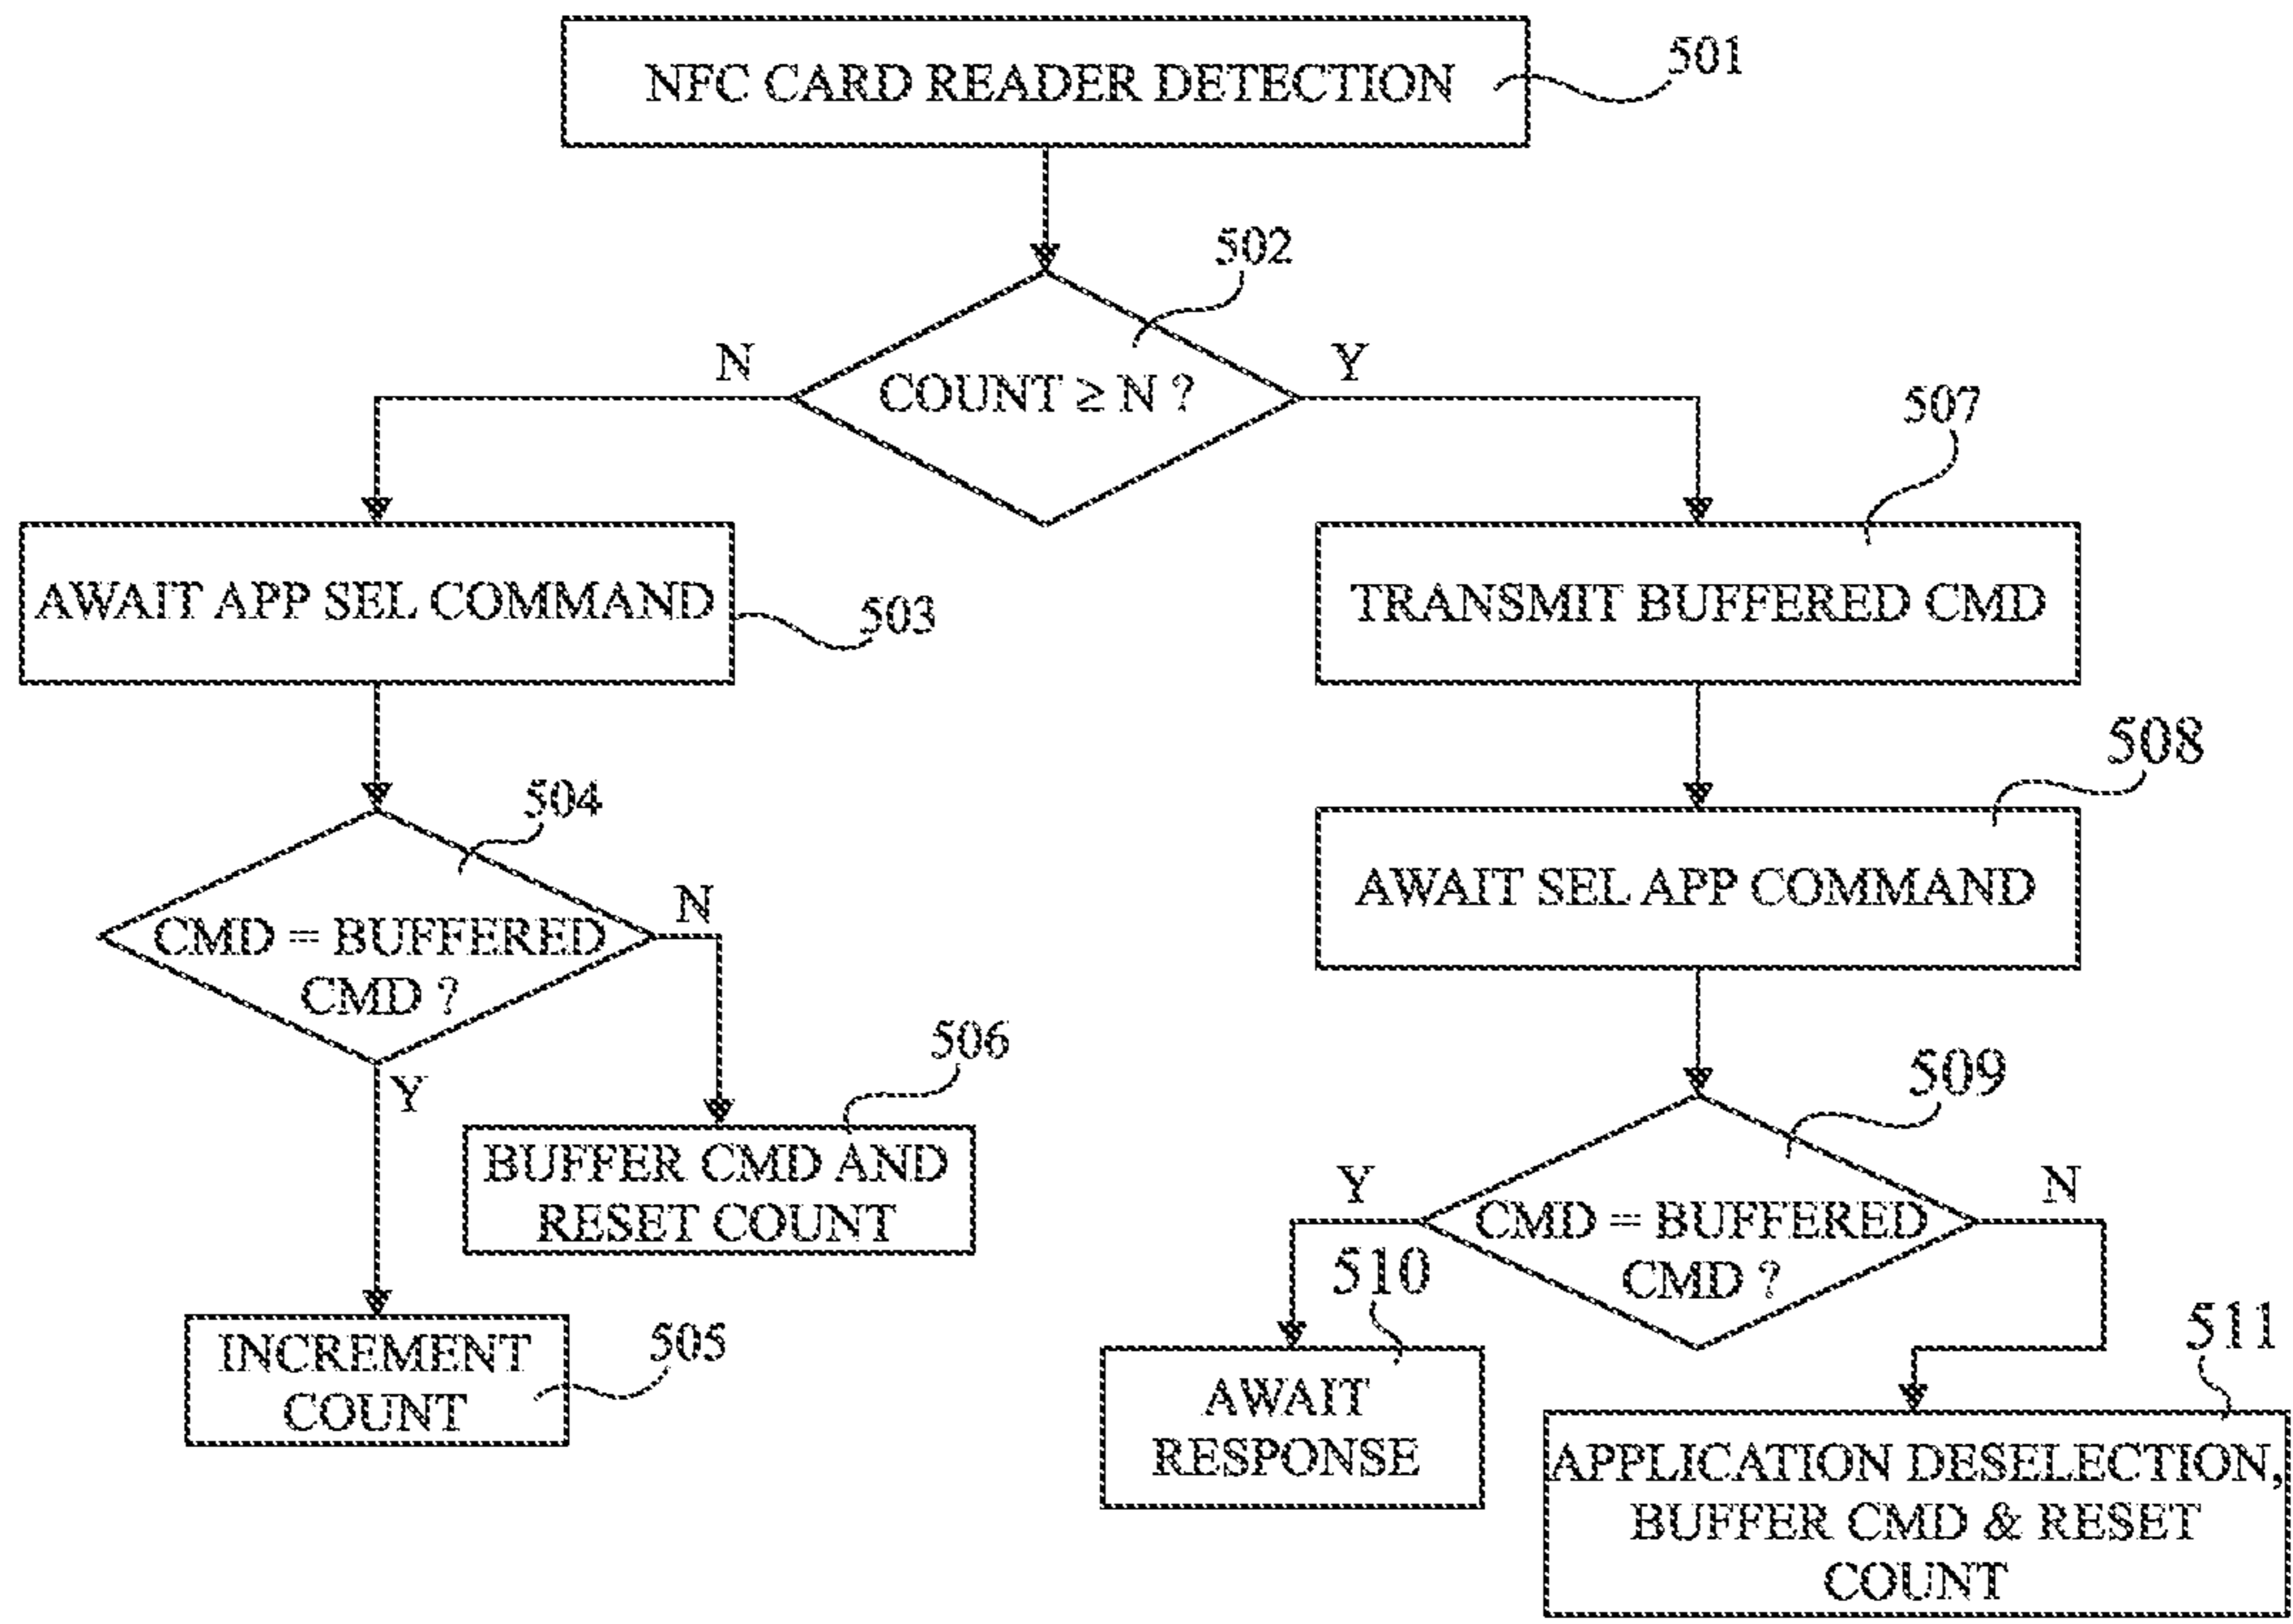 NFC CARD READER DETECTION
501
502
N
COUNT ≥ N ?
Y
507
AWAIT APP SEL COMMAND
503
TRANSMIT BUFFERED CMD
508
504
AWAIT SEL APP COMMAND
N
CMD = BUFFERED
CMD ?
506
509
Y
BUFFER CMD AND
RESET COUNT
Y
N
CMD = BUFFERED
CMD ?
510
511
INCREMENT
COUNT
505
AWAIT
RESPONSE
APPLICATION DESELECTION,
BUFFER CMD & RESET
COUNT